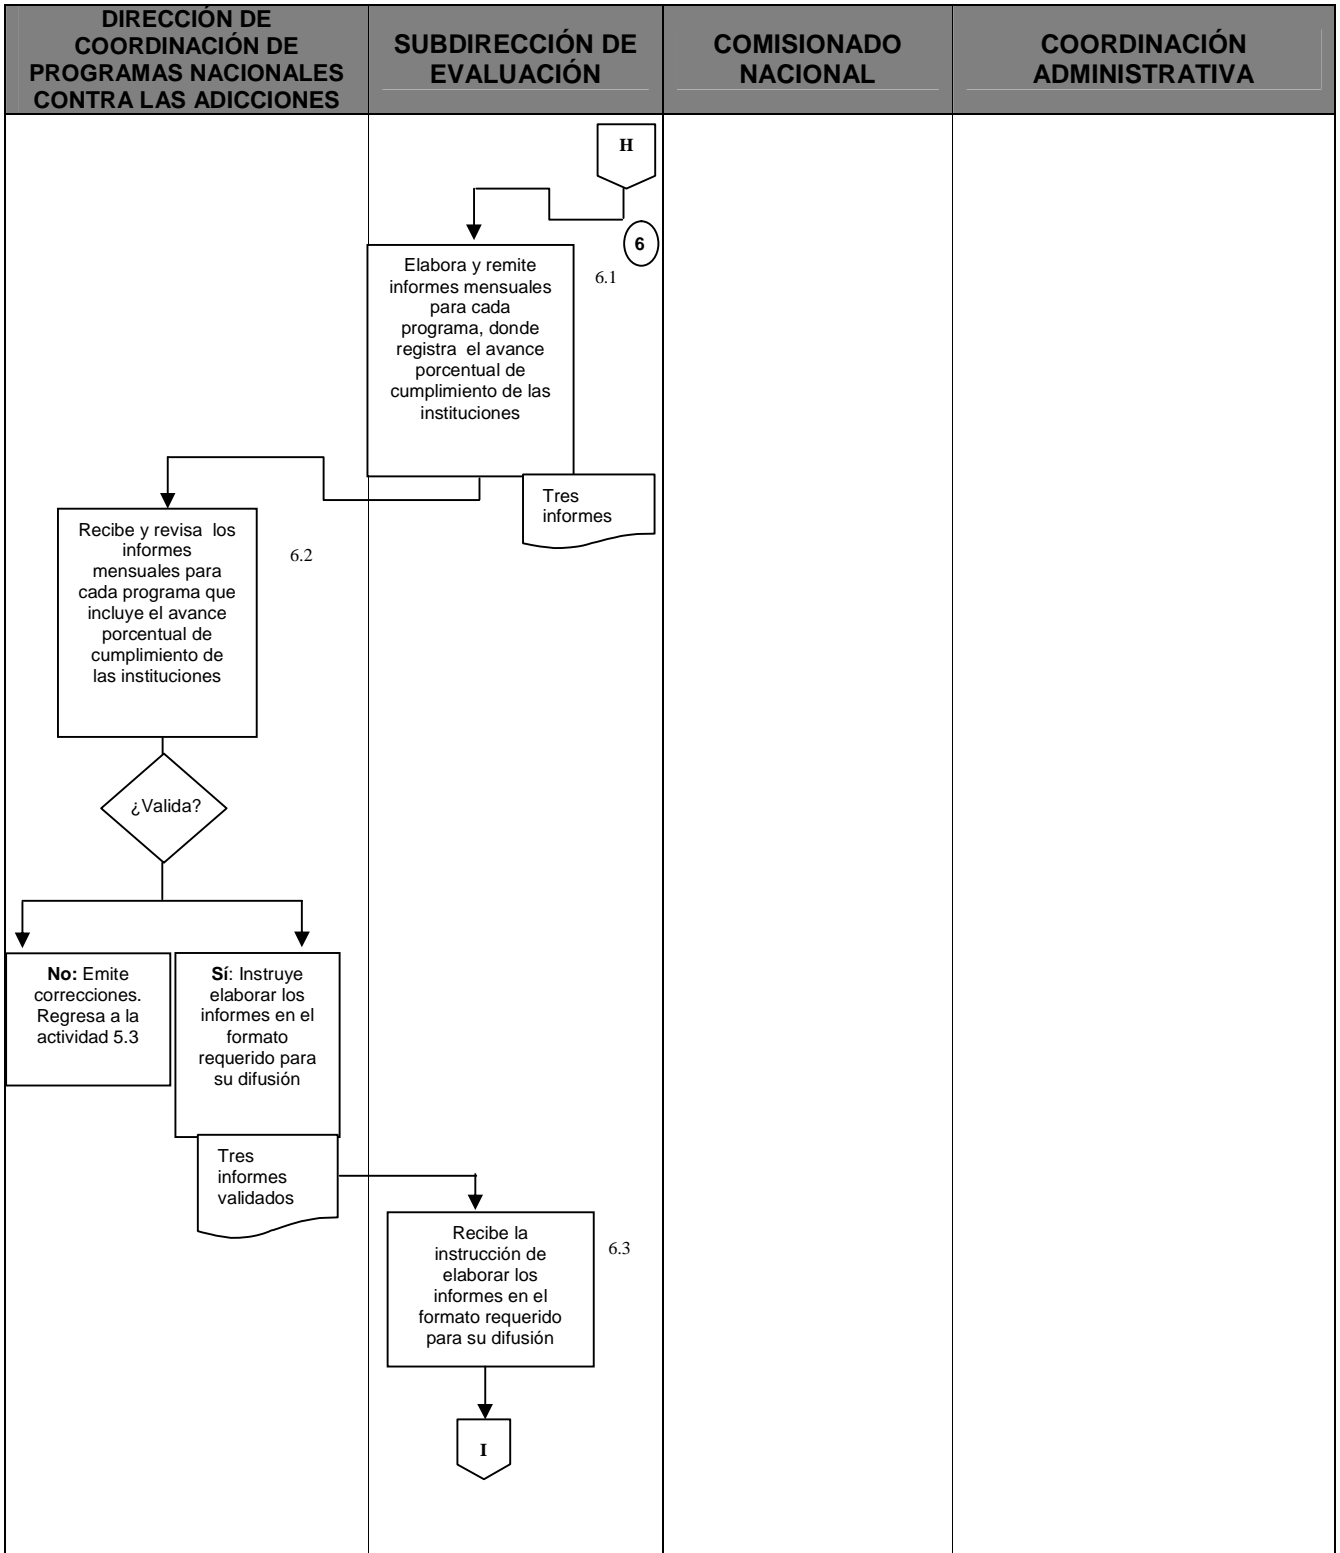 DIRECCIÓN DE
COORDINACIÓN DE
PROGRAMAS NACIONALES
CONTRA LAS ADICCIONES
SUBDIRECCIÓN DE
EVALUACIÓN
COMISIONADO
NACIONAL
COORDINACIÓN
ADMINISTRATIVA
H
6
Elabora y remite
informes mensuales
para cada
programa, donde
registra el avance
porcentual de
cumplimiento de las
instituciones
6.1
Tres
informes
Recibe y revisa los
informes
mensuales para
cada programa que
incluye el avance
porcentual de
cumplimiento de
las instituciones
6.2
¿Valida?
No: Emite
correcciones.
Regresa a la
actividad 5.3
Sí: Instruye
elaborar los
informes en el
formato
requerido para
su difusión
Tres
informes
validados
Recibe la
instrucción de
elaborar los
informes en el
formato requerido
para su difusión
6.3
I